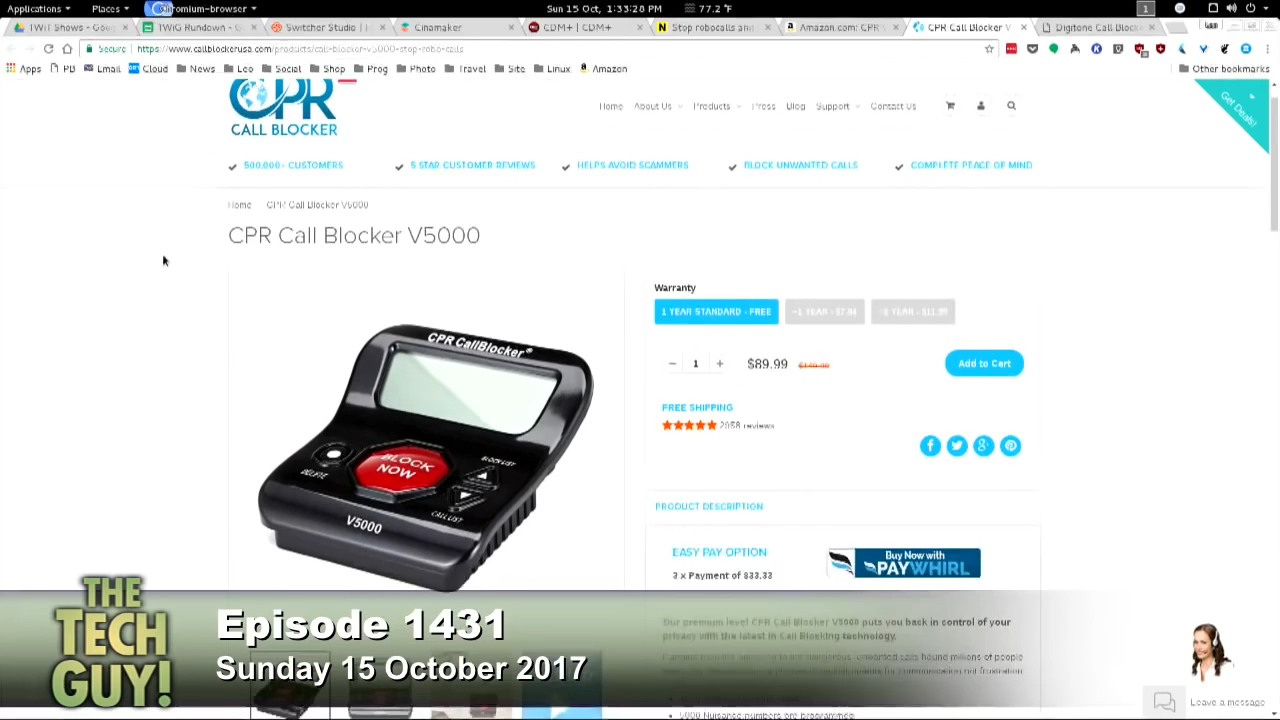 Applications Places Chromium-browser Sun 15 Oct, 1:33:28 PM 77.2 °F 1
TWiT Shows - Goog TWiG Rundown - G Switcher Studio | Cinamaker CDM+ | CDM+ Stop robocalls and Amazon.com: CPR CPR Call Blocker V Digitone Call Block
Secure https://www.callblockerusa.com/products/call-blocker-v5000-stop-robo-calls
Apps PB Email Cloud News Leo Social Shop Prog Photo Travel Site Linux Amazon Other bookmarks
CPR
CALL BLOCKER
Home About Us Products Press Blog Support Contact Us
Get Deals!
500,000+ CUSTOMERS 5 STAR CUSTOMER REVIEWS HELPS AVOID SCAMMERS BLOCK UNWANTED CALLS COMPLETE PEACE OF MIND
Home CPR Call Blocker V5000
CPR Call Blocker V5000
Warranty
1 YEAR STANDARD - FREE
- 1 + $89.99 Add to Cart
FREE SHIPPING
reviews
CPR CallBlocker®
BLOCK NOW
DELETE
BLOCK LIST
CALL LIST
V5000
PRODUCT DESCRIPTION
EASY PAY OPTION
Buy Now with
PAYWHIRL
3 x Payment of $33.33
Our premium level CPR Call Blocker V5000 puts you back in control of your
privacy with the latest in Call Blocking technology.
5000 Nuisance numbers pre programmed
THE
TECH
GUY!
Episode 1431
Sunday 15 October 2017
Leave a message